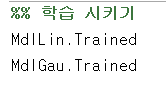 %% 학습 시키기
MdlLin.Trained
MdlGau.Trained